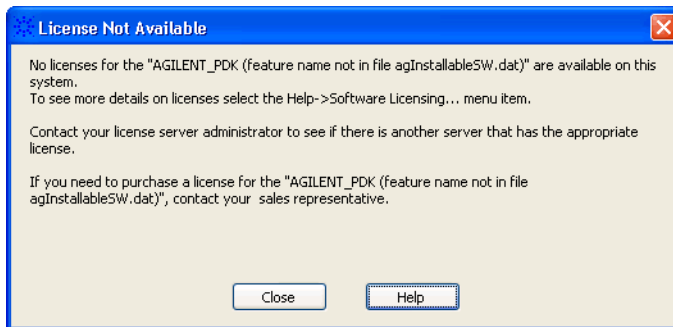 License Not Available
No licenses for the "AGILENT_PDK (feature name not in file agInstallableSW.dat)" are available on this
system.
To see more details on licenses select the Help->Software Licensing... menu item.
Contact your license server administrator to see if there is another server that has the appropriate
license.
If you need to purchase a license for the "AGILENT_PDK (feature name not in file
agInstallableSW.dat)", contact your  sales representative.
Close
Help